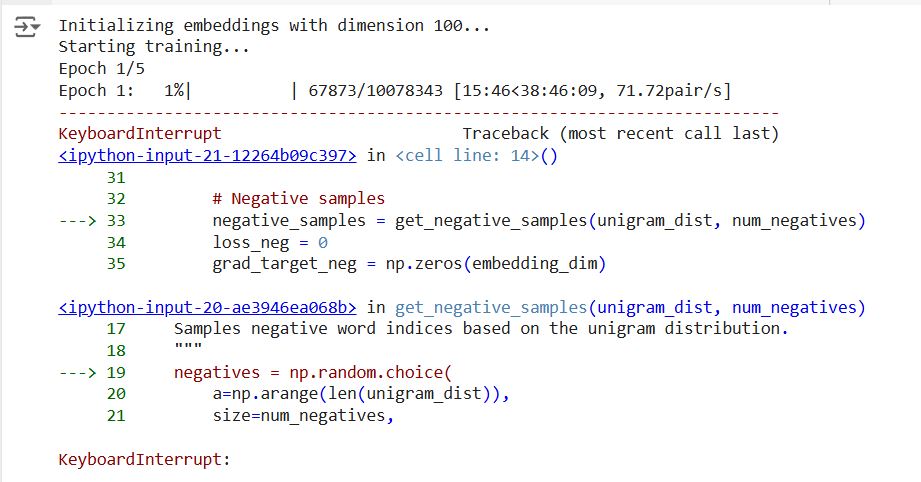 Initializing embeddings with dimension 100...
Starting training...
Epoch 1/5
Epoch 1:   1%|          | 67873/10078343 [15:46<38:46:09, 71.72pair/s]
---------------------------------------------------------------------------
KeyboardInterrupt                         Traceback (most recent call last)
<ipython-input-21-12264b09c397> in <cell line: 14>()
     31
     32         # Negative samples
---> 33         negative_samples = get_negative_samples(unigram_dist, num_negatives)
     34         loss_neg = 0
     35         grad_target_neg = np.zeros(embedding_dim)
<ipython-input-20-ae3946ea068b> in get_negative_samples(unigram_dist, num_negatives)
     17     Samples negative word indices based on the unigram distribution.
     18     """
---> 19     negatives = np.random.choice(
     20         a=np.arange(len(unigram_dist)),
     21         size=num_negatives,
KeyboardInterrupt: